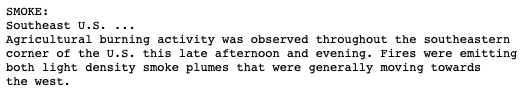 SMOKE:
Southeast U.S. ...
Agricultural burning activity was observed throughout the southeastern
corner of the U.S. this late afternoon and evening. Fires were emitting
both light density smoke plumes that were generally moving towards
the west.